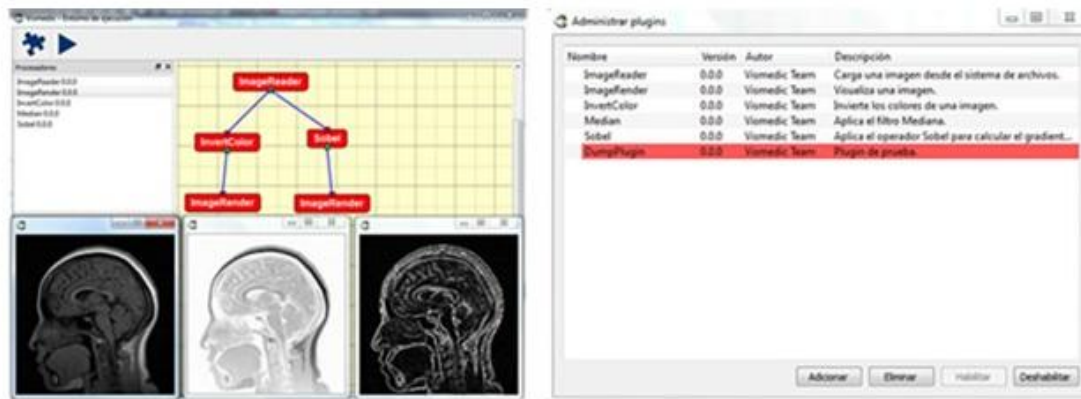 Vismedic - Entorno de ejecución
Procesadores
ImageReader 0.0.0
ImageRender 0.0.0
InvertColor 0.0.0
Median 0.0.0
Sobel 0.0.0
ImageReader
InvertColor
Sobel
ImageRender
ImageRender
Administrar plugins
Nombre Versión Autor Descripción
ImageReader 0.0.0 Vismedic Team Carga una imagen desde el sistema de archivos.
ImageRender 0.0.0 Vismedic Team Visualiza una imagen.
InvertColor 0.0.0 Vismedic Team Invierte los colores de una imagen.
Median 0.0.0 Vismedic Team Aplica el filtro Mediana.
Sobel 0.0.0 Vismedic Team Aplica el operador Sobel para calcular el gradient...
DumpPlugin 0.0.0 Vismedic Team Plugin de prueba.
Adicionar Eliminar Habilitar Deshabilitar